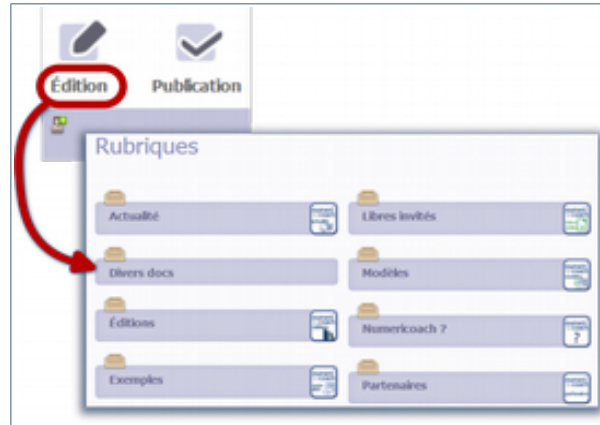 Édition
Publication
Rubriques
Actualité
Libres invités
Divers docs
Modèles
Éditions
Numericoach ?
Exemples
Partenaires